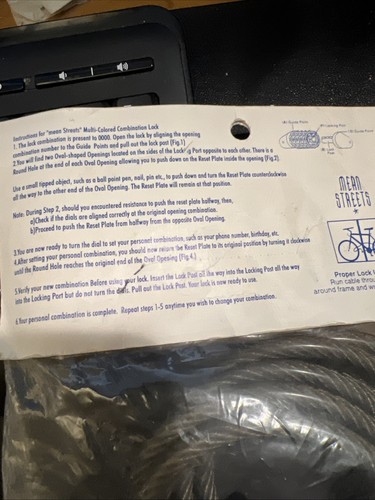 Instructions for "mean Streets" Multi-Colored Combination Lock
1. The lock combination is present to 0000. Open the lock by aligning the opening
combination number to the Guide Points and pull out the lock post (Fig.1)
2.You will find two Oval-shaped Openings located on the sides of the Locking Part opposite to each other. There is a
Round Hole at the end of each Oval Opening allowing you to push down on the Reset Plate inside the opening (Fig.2).
Use a small tipped object, such as a ball point pen, nail, pin etc., to push down and turn the Reset Plate counterclockwise
all the way to the other end of the Oval Opening. The Reset Plate will remain at that position.
Note: During Step 2, should you encountered resistance to push the reset plate halfway, then,
a)Check if the dials are aligned correctly at the original opening combination.
b)Proceed to push the Reset Plate from halfway from the opposite Oval Opening.
3.You are now ready to turn the dial to set your personal combination, such as your phone number, birthday, etc.
4.After setting your personal combination, you should now return the Reset Plate to its original position by turning it clockwise
until the Round Hole reaches the original end of the Oval Opening (Fig.4.)
5.Verify your new combination Before using your lock. Insert the Lock Post all the way into the Locking Part all the way
into the Locking Part but do not turn the dials. Pull out the Lock Post. Your lock is now ready to use.
6.Your personal combination is complete. Repeat steps 1-5 anytime you wish to change your combination.
MEAN
STREETS
Proper Lock
Run cable throu
around frame and w